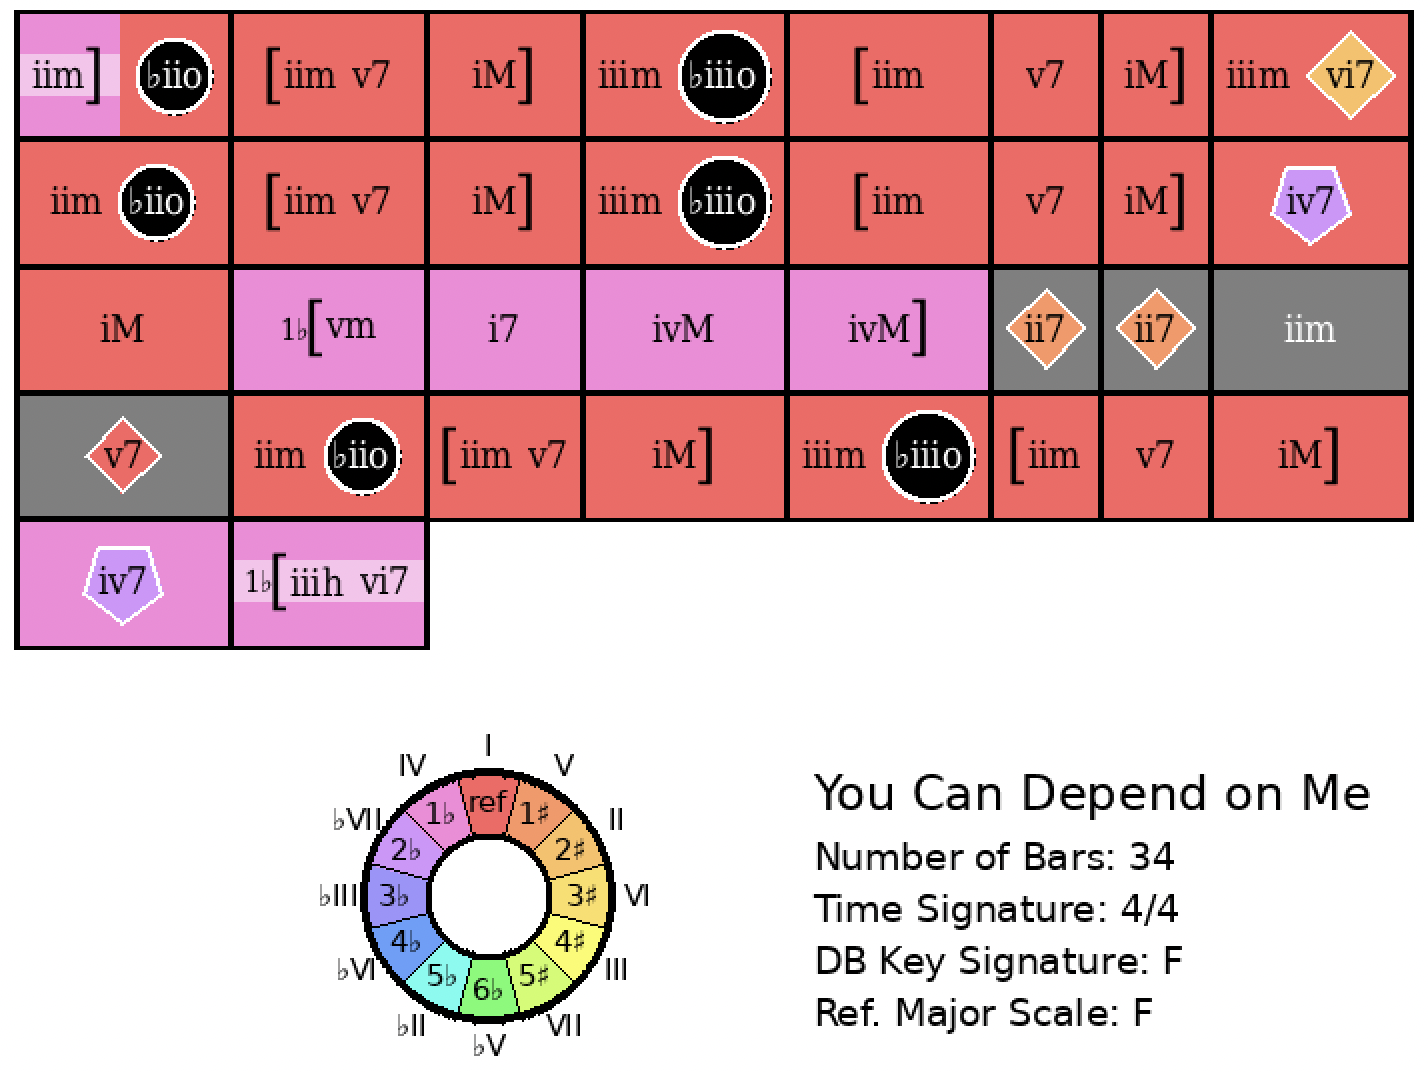 iim] ♭iio [iim v7 iM] iiim ♭iiio [iim v7 iM] iiim vi7
iim ♭iio [iim v7 iM] iiim ♭iiio [iim v7 iM] iv7
iM 1♭[vm i7 ivM ivM] ii7 ii7 iim
v7 iim ♭iio [iim v7 iM] iiim ♭iiio [iim v7 iM]
iv7 1♭[iiih vi7
I
IV V
♭VII II
♭III VI
♭VI III
♭II VII
♭V
ref
1♭ 1♯
2♭ 2♯
3♭ 3♯
4♭ 4♯
5♭ 5♯
6♭
You Can Depend on Me
Number of Bars: 34
Time Signature: 4/4
DB Key Signature: F
Ref. Major Scale: F